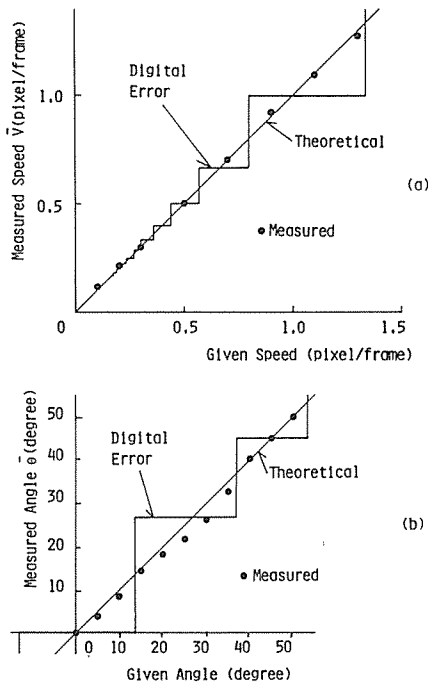 Measured Speed V̄(pixel/frame)
1.0
0.5
0
0.5
1.0
1.5
Given Speed (pixel/frame)
Digital
Error
Theoretical
Measured
(a)
Measured Angle θ̄(degree)
50
40
30
20
10
0
10
20
30
40
50
Given Angle (degree)
Digital
Error
Theoretical
Measured
(b)